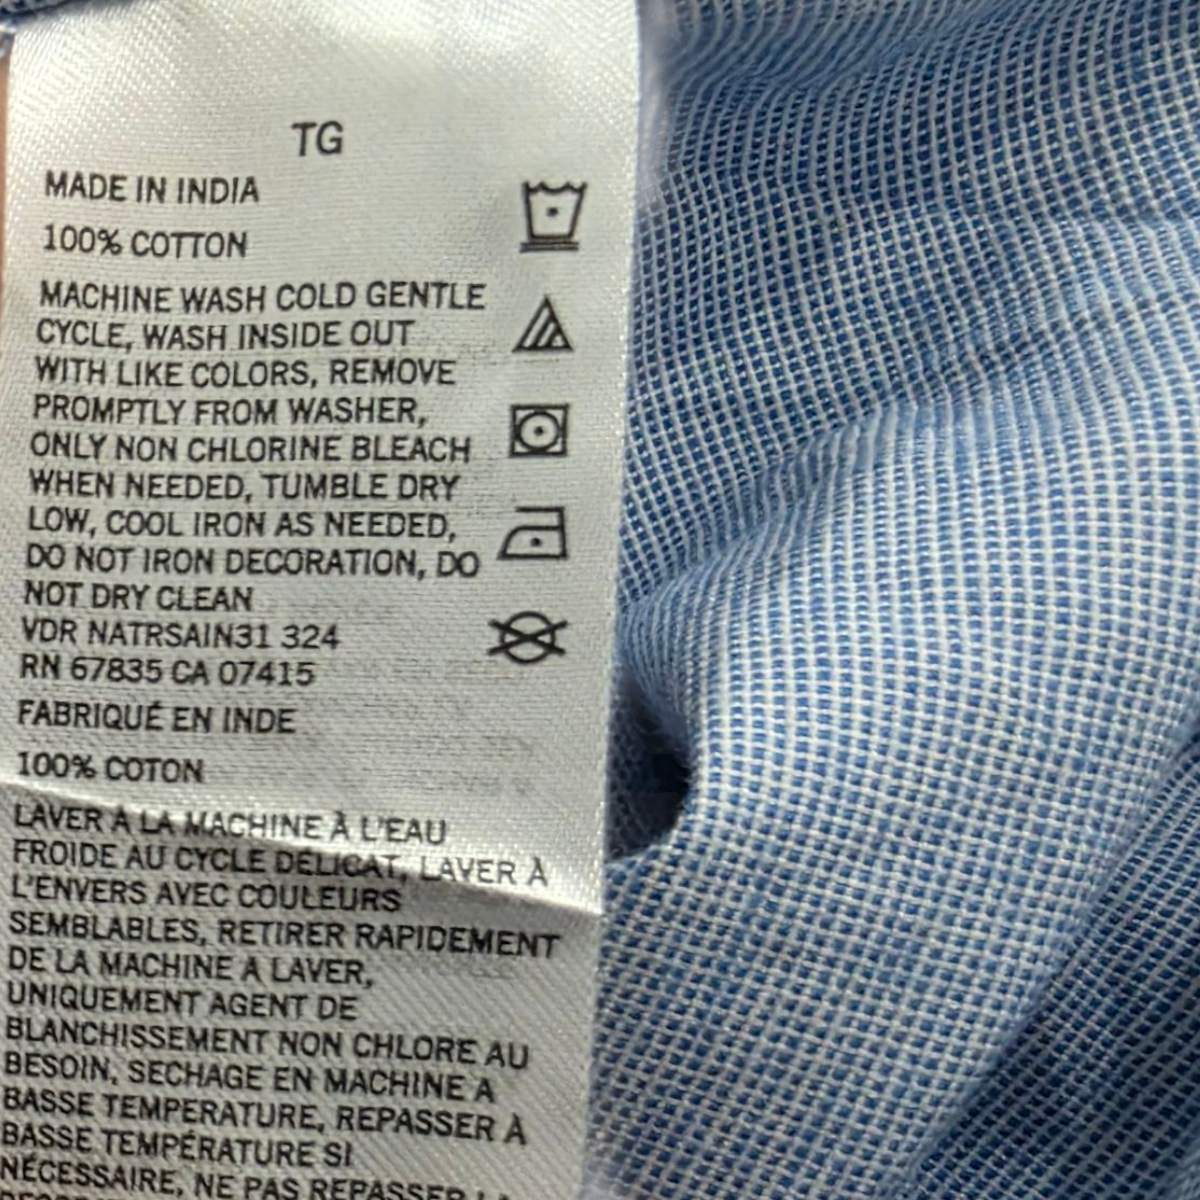 TG
MADE IN INDIA
100% COTTON
MACHINE WASH COLD GENTLE
CYCLE, WASH INSIDE OUT
WITH LIKE COLORS, REMOVE
PROMPTLY FROM WASHER,
ONLY NON CHLORINE BLEACH
WHEN NEEDED, TUMBLE DRY
LOW, COOL IRON AS NEEDED,
DO NOT IRON DECORATION, DO
NOT DRY CLEAN
VDR NATRSAIN31 324
RN 67835 CA 07415
FABRIQUÉ EN INDE
100% COTON
LAVER À LA MACHINE À L'EAU
FROIDE AU CYCLE DÉLICAT, LAVER À
L'ENVERS AVEC COULEURS
SEMBLABLES, RETIRER RAPIDEMENT
DE LA MACHINE A LAVER,
UNIQUEMENT AGENT DE
BLANCHISSEMENT NON CHLORE AU
BESOIN, SECHAGE EN MACHINE A
BASSE TEMPERATURE, REPASSER À
BASSE TEMPÉRATURE SI
NÉCESSAIRE, NE PAS REPASSER